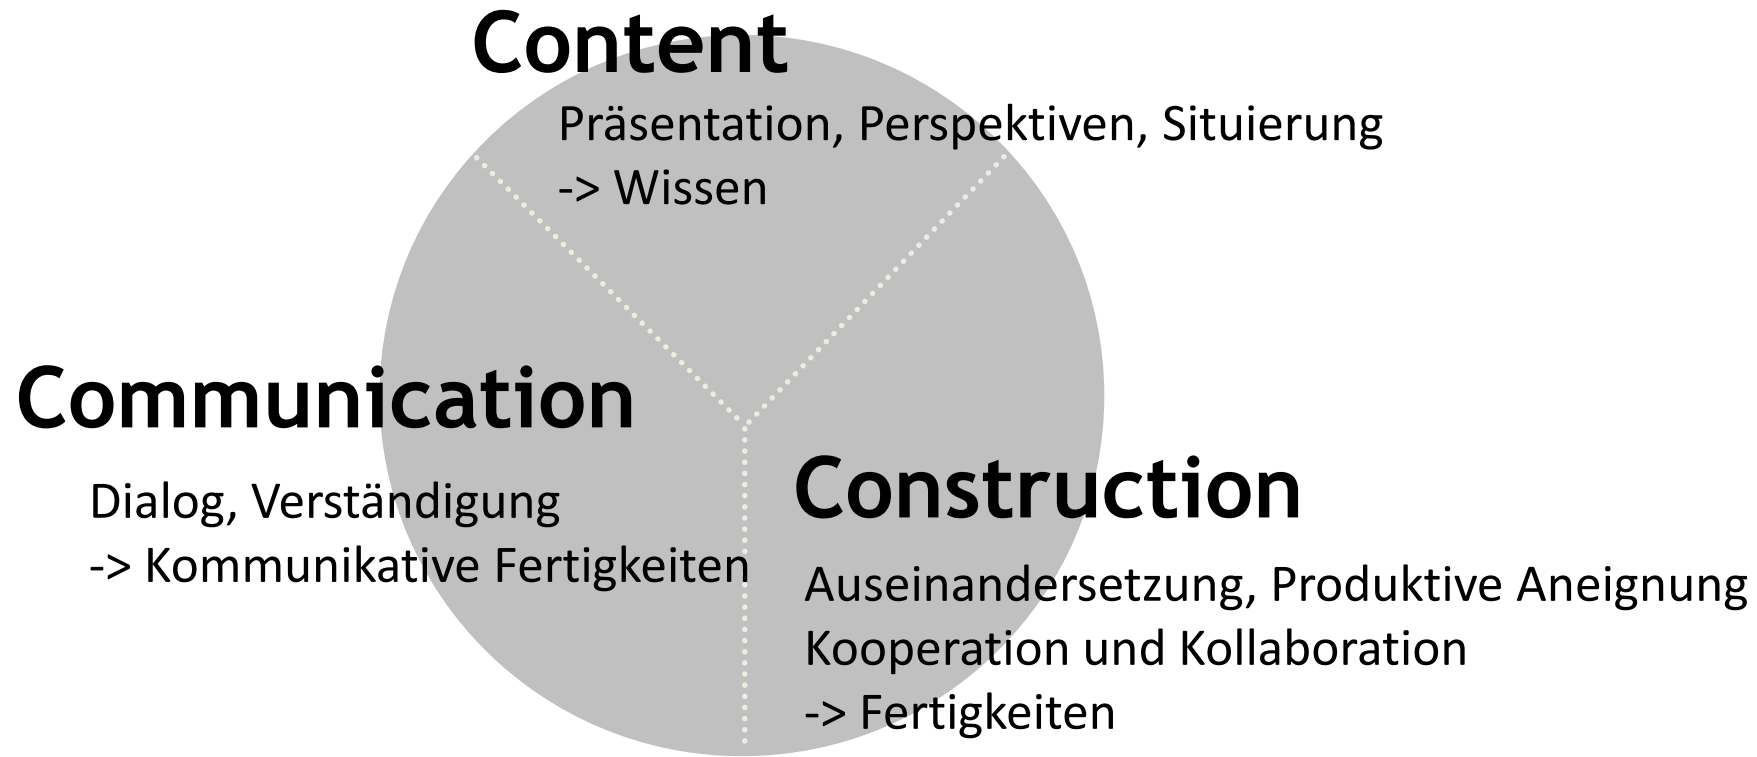 Content
Präsentation, Perspektiven, Situierung
-> Wissen
Communication
Dialog, Verständigung
-> Kommunikative Fertigkeiten
Construction
Auseinandersetzung, Produktive Aneignung
Kooperation und Kollaboration
-> Fertigkeiten